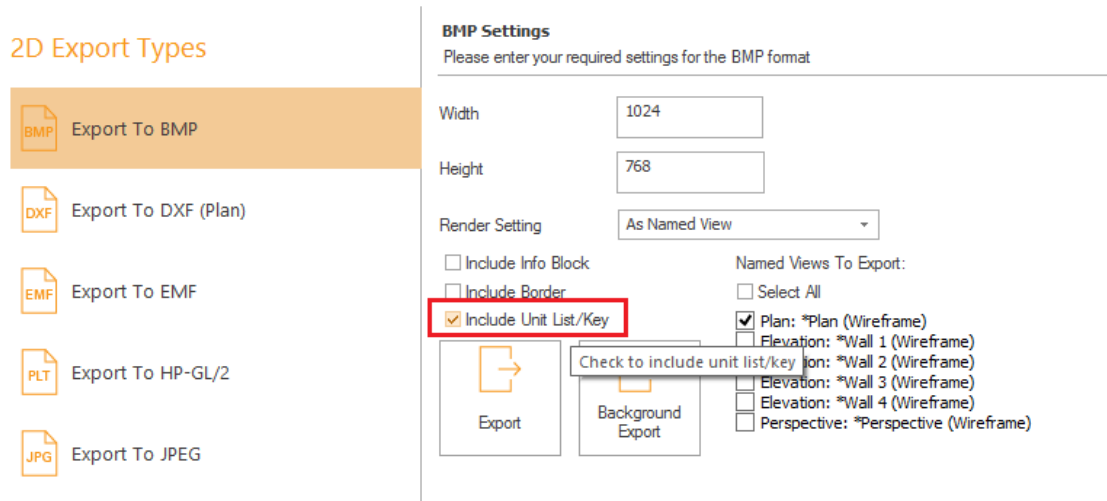 2D Export Types
BMP Export To BMP
DXF Export To DXF (Plan)
EMF Export To EMF
PLT Export To HP-GL/2
JPG Export To JPEG
BMP Settings
Please enter your required settings for the BMP format
Width 1024
Height 768
Render Setting As Named View
Include Info Block
Include Border
Include Unit List/Key
Check to include unit list/key
Export
Background
Export
Named Views To Export:
Select All
Plan: *Plan (Wireframe)
Elevation: *Wall 1 (Wireframe)
ion: *Wall 2 (Wireframe)
Elevation: *Wall 3 (Wireframe)
Elevation: *Wall 4 (Wireframe)
Perspective: *Perspective (Wireframe)